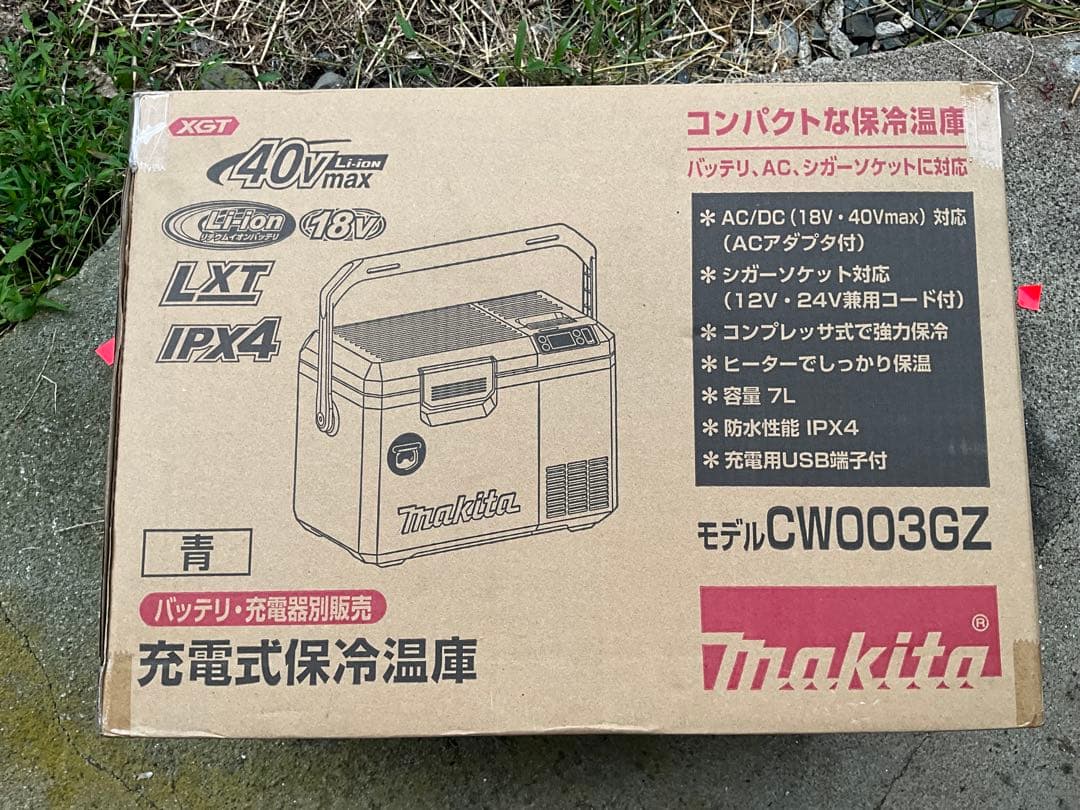 XGT
40Vmax Li-ion
Li-ion 18V
リチウムイオンバッテリ
LXT
IPX4
コンパクトな保冷温庫
バッテリ、AC、シガーソケットに対応
＊AC/DC（18V・40Vmax）対応
（ACアダプタ付）
＊シガーソケット対応
（12V・24V兼用コード付）
＊コンプレッサ式で強力保冷
＊ヒーターでしっかり保温
＊容量 7L
＊防水性能 IPX4
＊充電用USB端子付
makita
モデルCW003GZ
青
バッテリ・充電器別販売
充電式保冷温庫
makita®